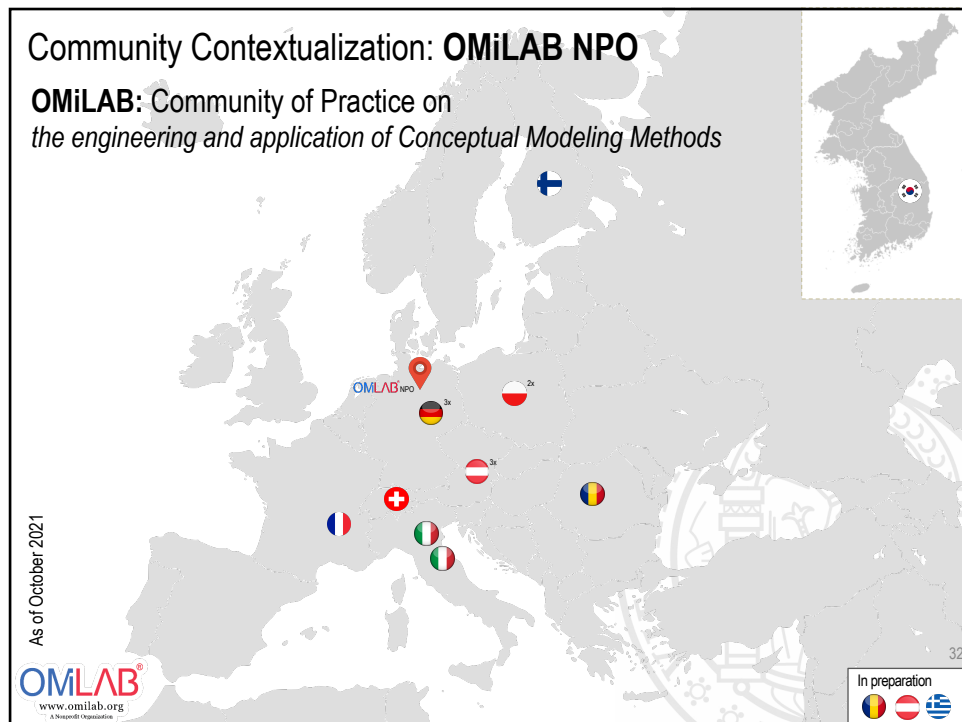 Community Contextualization: OMiLAB NPO
OMiLAB: Community of Practice on
the engineering and application of Conceptual Modeling Methods
OMiLAB® NPO
2x
3x
3x
As of October 2021
32
OMiLAB®
www.omilab.org
A Nonprofit Organization
In preparation